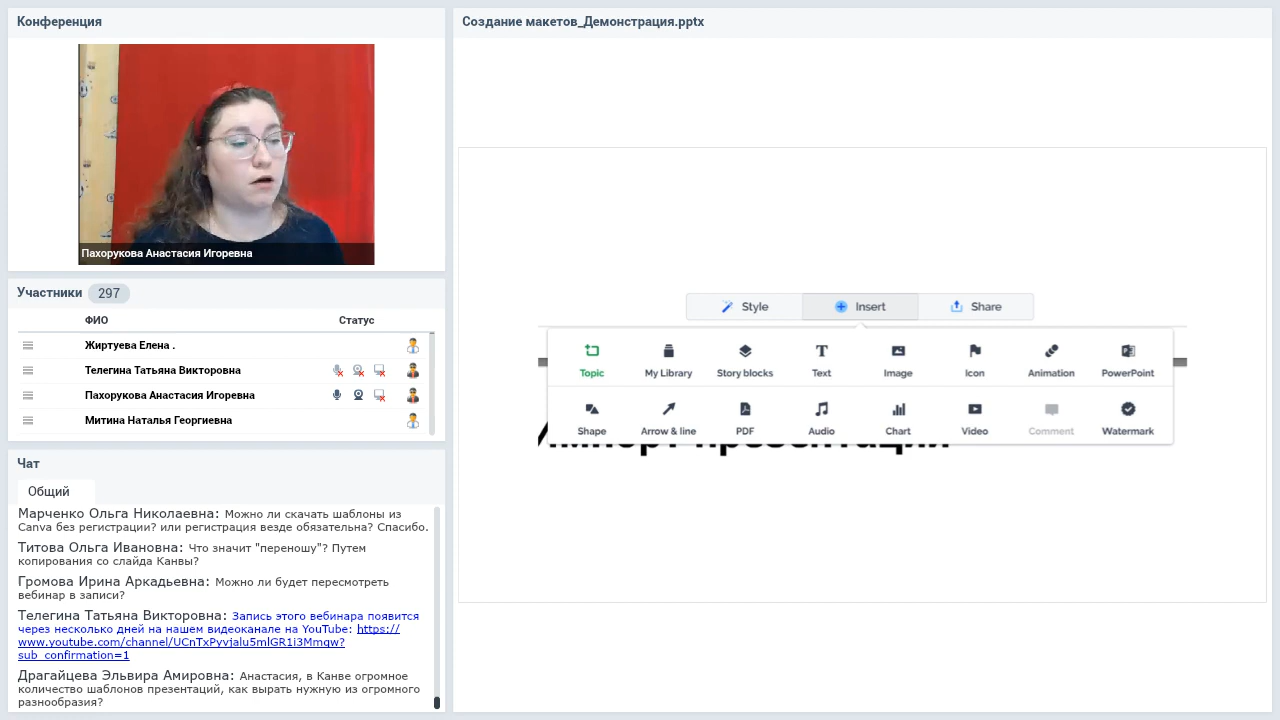 Конференция
Пахорукова Анастасия Игоревна
Участники 297
ФИО Статус
Жиртуева Елена .
Телегина Татьяна Викторовна
Пахорукова Анастасия Игоревна
Митина Наталья Георгиевна
Чат
Общий
Марченко Ольга Николаевна: Можно ли скачать шаблоны из
Canva без регистрации? или регистрация везде обязательна? Спасибо.
Титова Ольга Ивановна: Что значит "переношу"? Путем
копирования со слайда Канвы?
Громова Ирина Аркадьевна: Можно ли будет пересмотреть
вебинар в записи?
Телегина Татьяна Викторовна: Запись этого вебинара появится
через несколько дней на нашем видеоканале на YouTube: https://
www.youtube.com/channel/UCnTxPyvjalu5mlGR1i3Mmqw?
sub_confirmation=1
Драгайцева Эльвира Амировна: Анастасия, в Канве огромное
количество шаблонов презентаций, как вырать нужную из огромного
разнообразия?
Создание макетов_Демонстрация.pptx
Style Insert Share
Topic My Library Story blocks Text Image Icon Animation PowerPoint
Shape Arrow & line PDF Audio Chart Video Comment Watermark
Импорт презентации